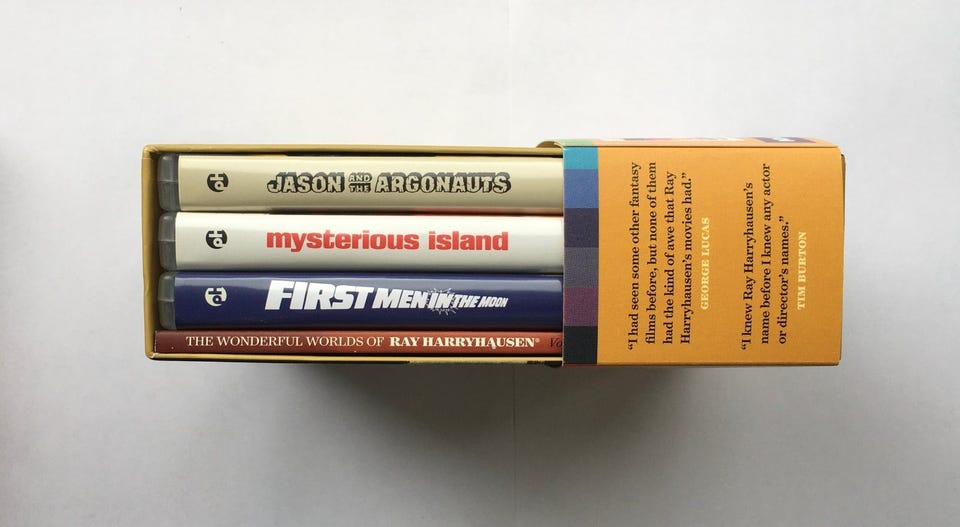 JASON AND THE ARGONAUTS
mysterious island
FIRST MEN IN THE MOON
THE WONDERFUL WORLDS OF RAY HARRYHAUSEN®
“I had seen some other fantasy
films before, but none of them
had the kind of awe that Ray
Harryhausen’s movies had.”
GEORGE LUCAS
“I knew Ray Harryhausen’s
name before I knew any actor
or director’s names.”
TIM BURTON